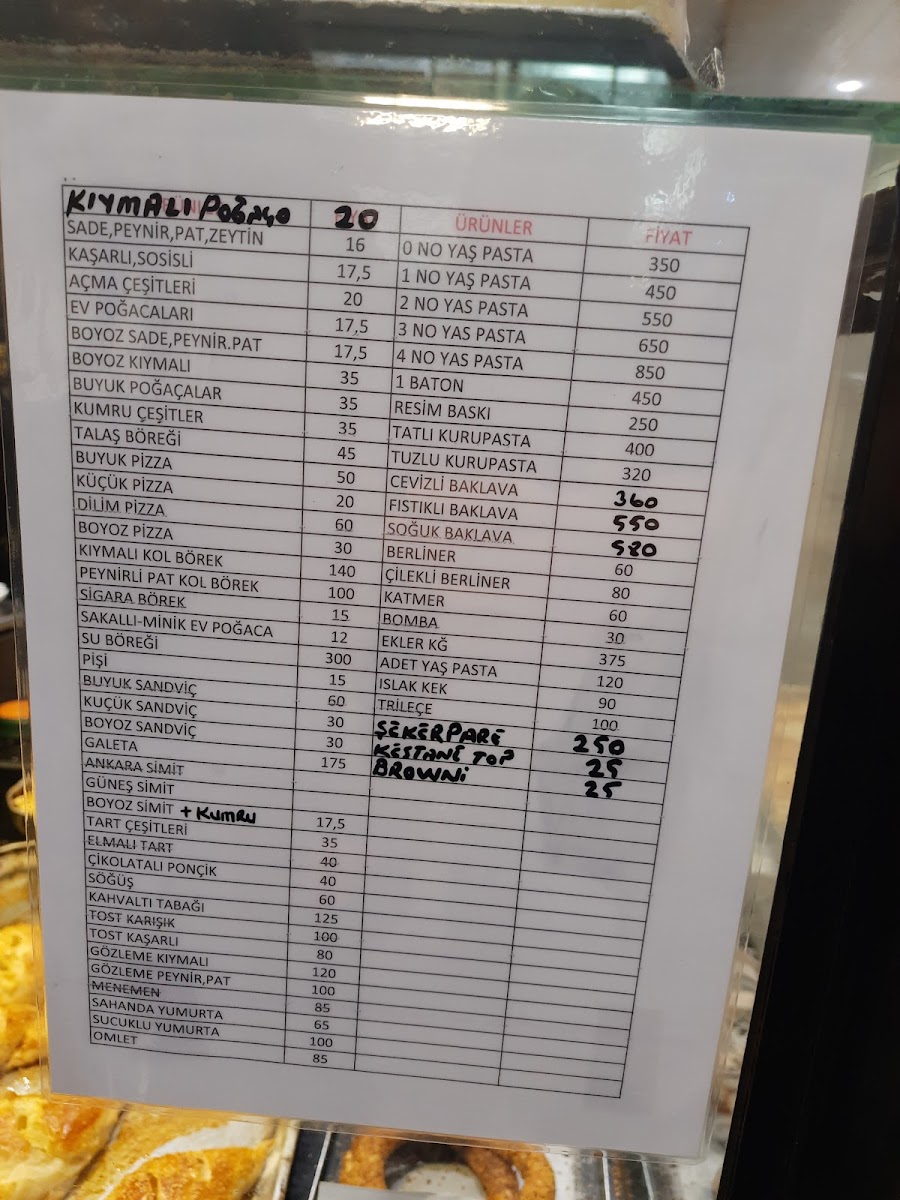 KIYMALI POĞAÇA 20
SADE,PEYNİR,PAT,ZEYTİN 16
KAŞARLI,SOSİSLİ 17,5
AÇMA ÇEŞİTLERİ 20
EV POĞACALARI 17,5
BOYOZ SADE,PEYNİR.PAT 17,5
BOYOZ KIYMALI 35
BUYUK POĞAÇALAR 35
KUMRU ÇEŞİTLER 35
TALAŞ BÖREĞİ 45
BUYUK PİZZA 50
KÜÇÜK PİZZA 20
DİLİM PİZZA 60
BOYOZ PİZZA 30
KIYMALI KOL BÖREK 140
PEYNİRLİ PAT KOL BÖREK 100
SİGARA BÖREK 15
SAKALLI-MİNİK EV POĞACA 12
SU BÖREĞİ 300
PİŞİ 15
BUYUK SANDVİÇ 60
KUÇÜK SANDVİÇ 30
BOYOZ SANDVİÇ 30
GALETA 175
ANKARA SİMİT
GÜNEŞ SİMİT
BOYOZ SİMİT + KUMRU 17,5
TART ÇEŞİTLERİ 35
ELMALI TART 40
ÇİKOLATALI PONÇİK 40
SÖĞÜŞ 60
KAHVALTI TABAĞI 125
TOST KARIŞIK 100
TOST KAŞARLI 80
GÖZLEME KIYMALI 120
GÖZLEME PEYNİR,PAT 100
MENEMEN 85
SAHANDA YUMURTA 65
SUCUKLU YUMURTA 100
OMLET 85
ÜRÜNLER FİYAT
0 NO YAŞ PASTA 350
1 NO YAŞ PASTA 450
2 NO YAS PASTA 550
3 NO YAS PASTA 650
4 NO YAS PASTA 850
1 BATON 450
RESİM BASKI 250
TATLI KURUPASTA 400
TUZLU KURUPASTA 320
CEVİZLİ BAKLAVA 360
FISTIKLI BAKLAVA 550
SOĞUK BAKLAVA 580
BERLİNER 60
ÇİLEKLİ BERLİNER 80
KATMER 60
BOMBA 30
EKLER KĞ 375
ADET YAŞ PASTA 120
ISLAK KEK 90
TRİLEÇE 100
ŞEKERPARE 250
KESTANE TOP 25
BROWNİ 25